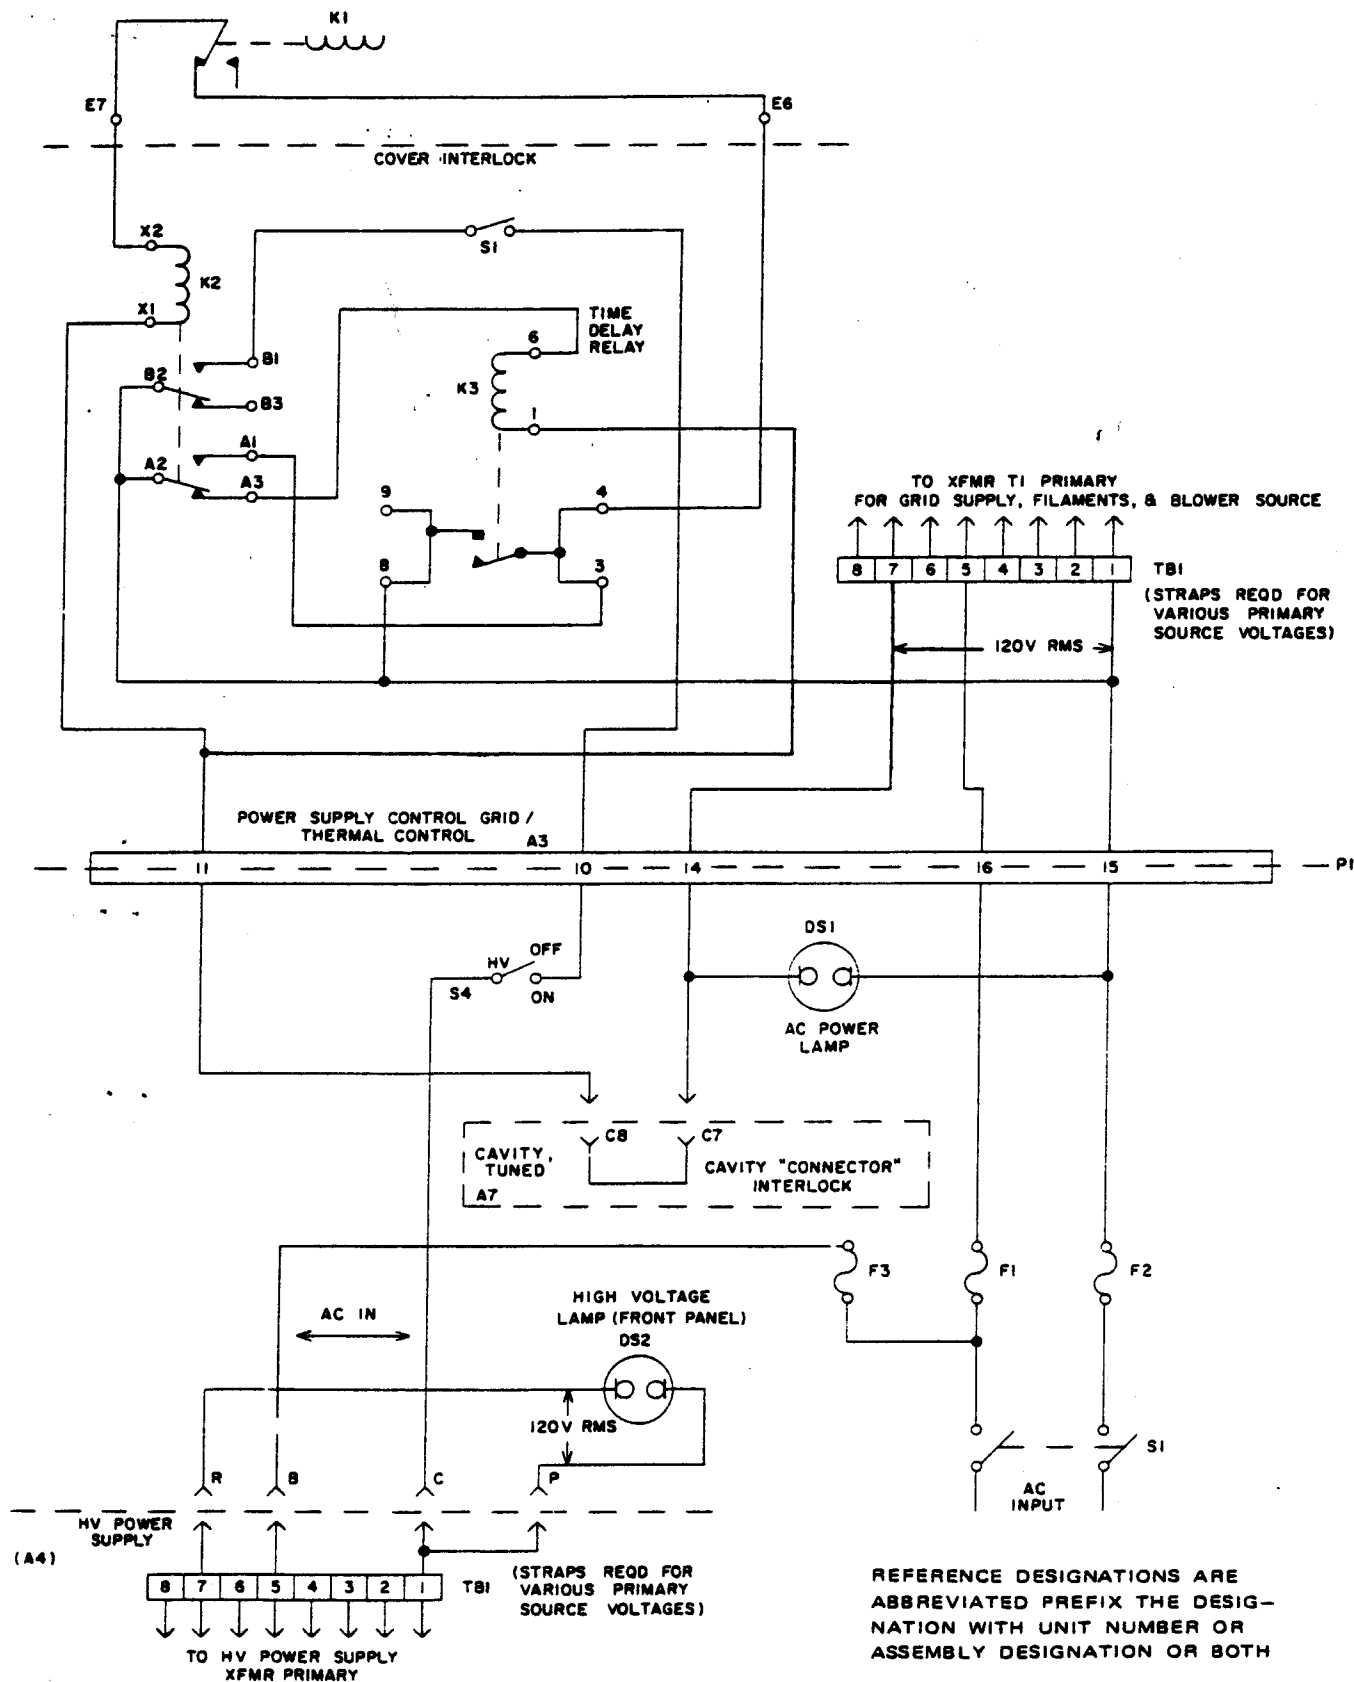 K1
E7
E6
COVER INTERLOCK
X2
S1
K2
X1
TIME
DELAY
RELAY
6
B1
B2
K3
B3
1
A1
A2
A3
9
4
8
3
TO XFMR T1 PRIMARY
FOR GRID SUPPLY, FILAMENTS, & BLOWER SOURCE
8 7 6 5 4 3 2 1 TB1
(STRAPS REQD FOR
VARIOUS PRIMARY
SOURCE VOLTAGES)
120V RMS
POWER SUPPLY CONTROL GRID/
THERMAL CONTROL
A3
11 10 14 16 15 P1
DS1
OFF
HV
S4
ON
AC POWER
LAMP
C8 C7
CAVITY,
TUNED
CAVITY "CONNECTOR"
INTERLOCK
A7
F3
F1
F2
AC IN
HIGH VOLTAGE
LAMP (FRONT PANEL)
DS2
120V RMS
S1
AC
INPUT
R B C P
HV POWER
SUPPLY
(A4)
8 7 6 5 4 3 2 1 TB1
(STRAPS REQD FOR
VARIOUS PRIMARY
SOURCE VOLTAGES)
TO HV POWER SUPPLY
XFMR PRIMARY
REFERENCE DESIGNATIONS ARE
ABBREVIATED PREFIX THE DESIG-
NATION WITH UNIT NUMBER OR
ASSEMBLY DESIGNATION OR BOTH